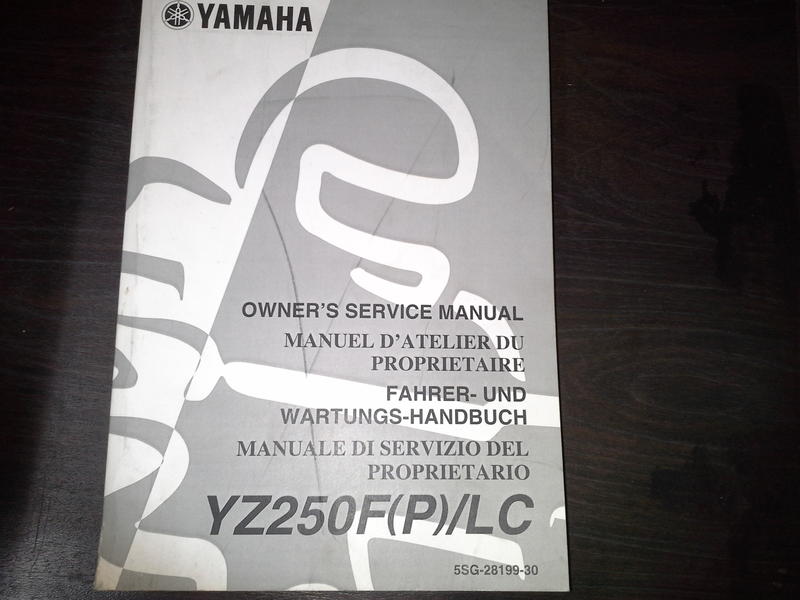 YAMAHA
OWNER'S SERVICE MANUAL
MANUEL D'ATELIER DU
PROPRIETAIRE
FAHRER- UND
WARTUNGS-HANDBUCH
MANUALE DI SERVIZIO DEL
PROPRIETARIO
YZ250F(P)/LC
5SG-28199-30